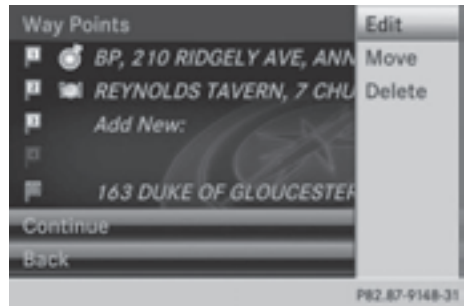 Way Points
Edit
BP, 210 RIDGELY AVE, ANN
Move
REYNOLDS TAVERN, 7 CHU
Delete
Add New:
163 DUKE OF GLOUCESTER
Continue
Back
P82.87-9148-31